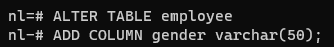 nl=# ALTER TABLE employee
nl-# ADD COLUMN gender varchar(50);